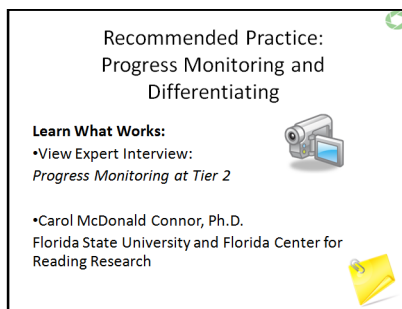 Recommended Practice:
Progress Monitoring and
Differentiating
Learn What Works:
•View Expert Interview:
Progress Monitoring at Tier 2
•Carol McDonald Connor, Ph.D.
Florida State University and Florida Center for
Reading Research